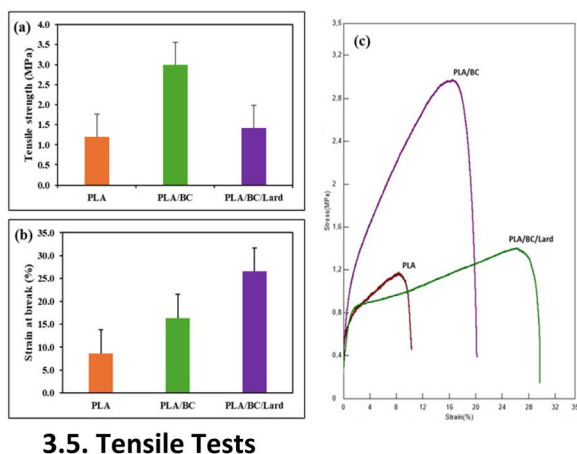 (a)
Tensile strength (MPa)
4.0
3.5
3.0
2.5
2.0
1.5
1.0
0.5
0.0
PLA PLA/BC PLA/BC/Lard
(b)
Strain at break (%)
35.0
30.0
25.0
20.0
15.0
10.0
5.0
0.0
PLA PLA/BC PLA/BC/Lard
(c)
Stress(MPa)
3,6
3,2
2,8
2,4
2
1,6
1,2
0,8
0,4
PLA/BC
PLA/BC/Lard
PLA
0 4 8 12 16 20 24 28 32 35
Strain(%)
3.5. Tensile Tests